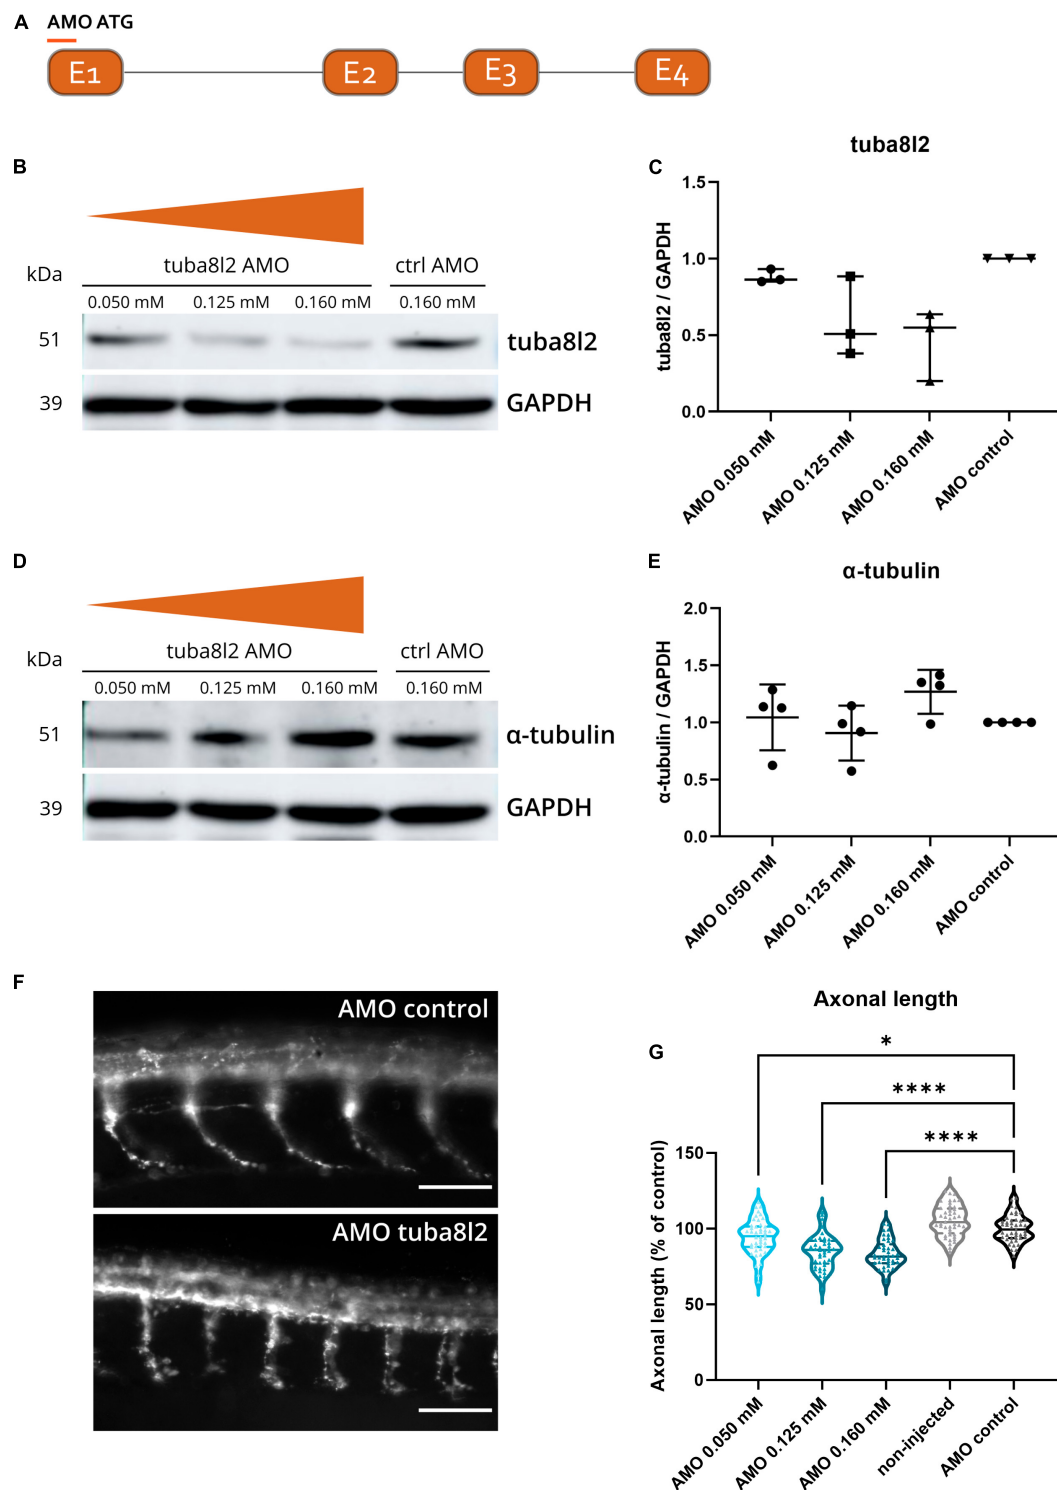 A
AMO ATG
E1 E2 E3 E4
B
kDa
tuba8l2 AMO ctrl AMO
0.050 mM 0.125 mM 0.160 mM 0.160 mM
51 tuba8l2
39 GAPDH
C
tuba8l2
tuba8l2 / GAPDH
1.5
1.0
0.5
0.0
AMO 0.050 mM
AMO 0.125 mM
AMO 0.160 mM
AMO control
D
kDa
tuba8l2 AMO ctrl AMO
0.050 mM 0.125 mM 0.160 mM 0.160 mM
51 α-tubulin
39 GAPDH
E
α-tubulin
α-tubulin / GAPDH
2.0
1.5
1.0
0.5
0.0
AMO 0.050 mM
AMO 0.125 mM
AMO 0.160 mM
AMO control
F
AMO control
AMO tuba8l2
G
Axonal length
*
****
****
Axonal length (% of control)
150
100
50
0
AMO 0.050 mM
AMO 0.125 mM
AMO 0.160 mM
non-injected
AMO control